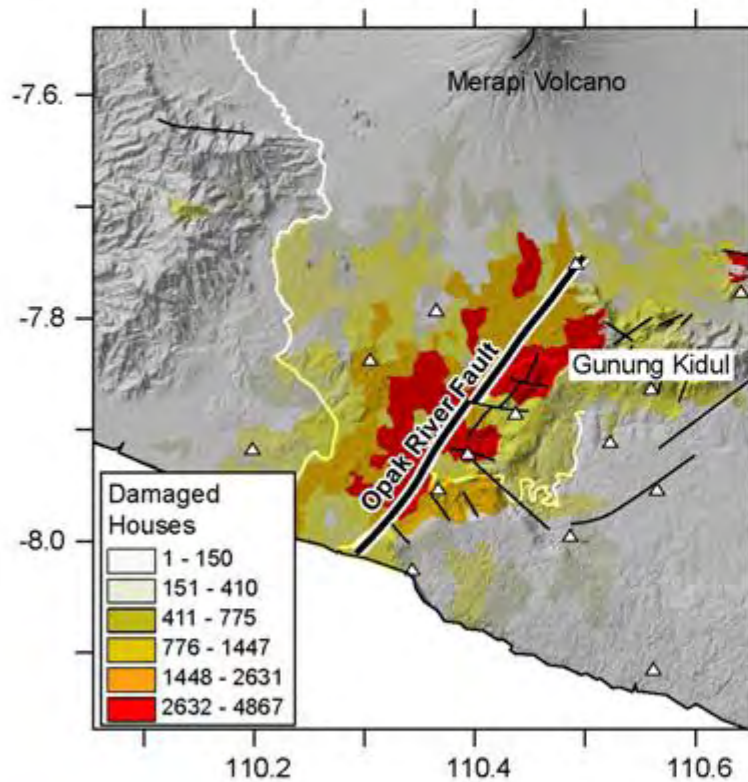 Merapi Volcano
-7.6.
-7.8
Gunung Kidul
Opak River Fault
-8.0
Damaged
Houses
1 - 150
151 - 410
411 - 775
776 - 1447
1448 - 2631
2632 - 4867
110.2
110.4
110.6